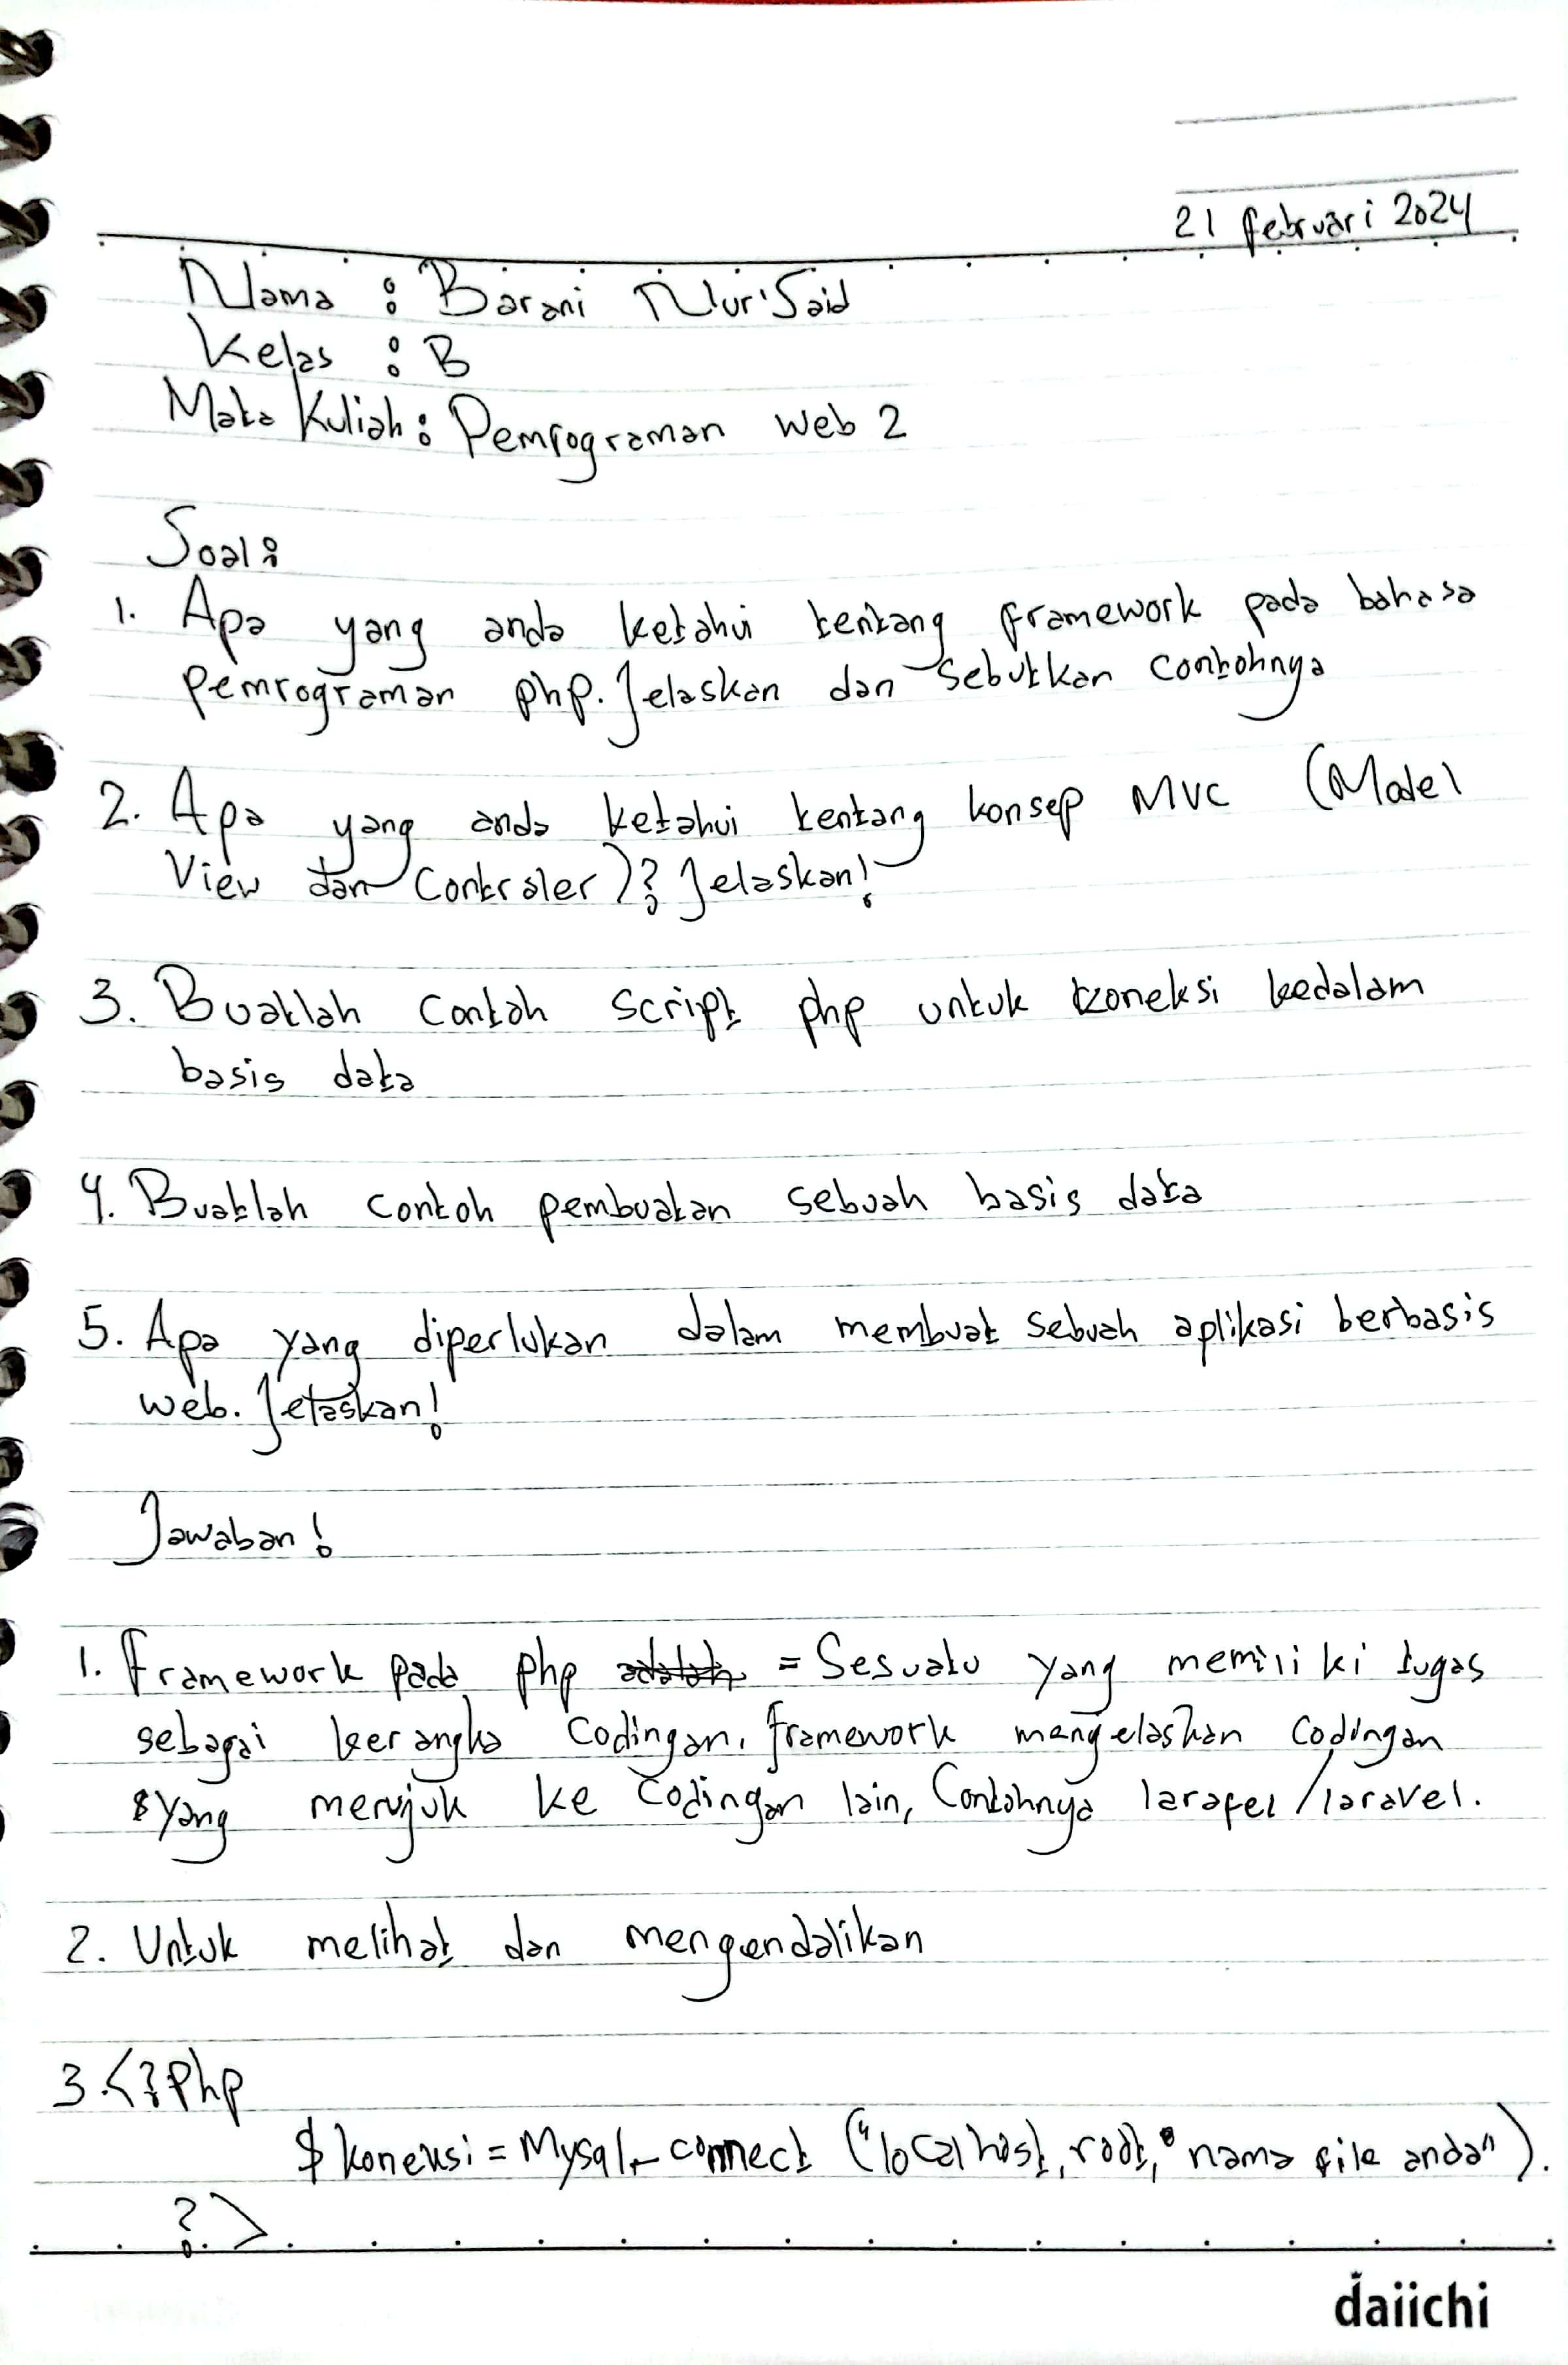 21 februari 2024
Nama : Barani Nur'Said
Kelas : B
Mata Kuliah : Pemrograman web 2
Soal :
1. Apa yang anda ketahui tentang framework pada bahasa
pemrograman php. Jelaskan dan sebutkan contohnya
2. Apa yang anda ketahui tentang konsep MVC (Model
View dan Controler)? Jelaskan!
3. Buatlah contoh script php untuk koneksi kedalam
basis data
4. Buatlah contoh pembuatan sebuah basis data
5. Apa yang diperlukan dalam membuat sebuah aplikasi berbasis
web. Jelaskan!
Jawaban!
1. Framework pada php adalah = Sesuatu yang memiliki tugas
sebagai kerangka codingan, framework mengelaskan codingan
yang merujuk ke codingan lain, Contohnya larafel / laravel.
2. Untuk melihat dan mengendalikan
3. <?Php
$koneksi = Mysql_connect ("localhost, root, "nama file anda").
?>
daiichi